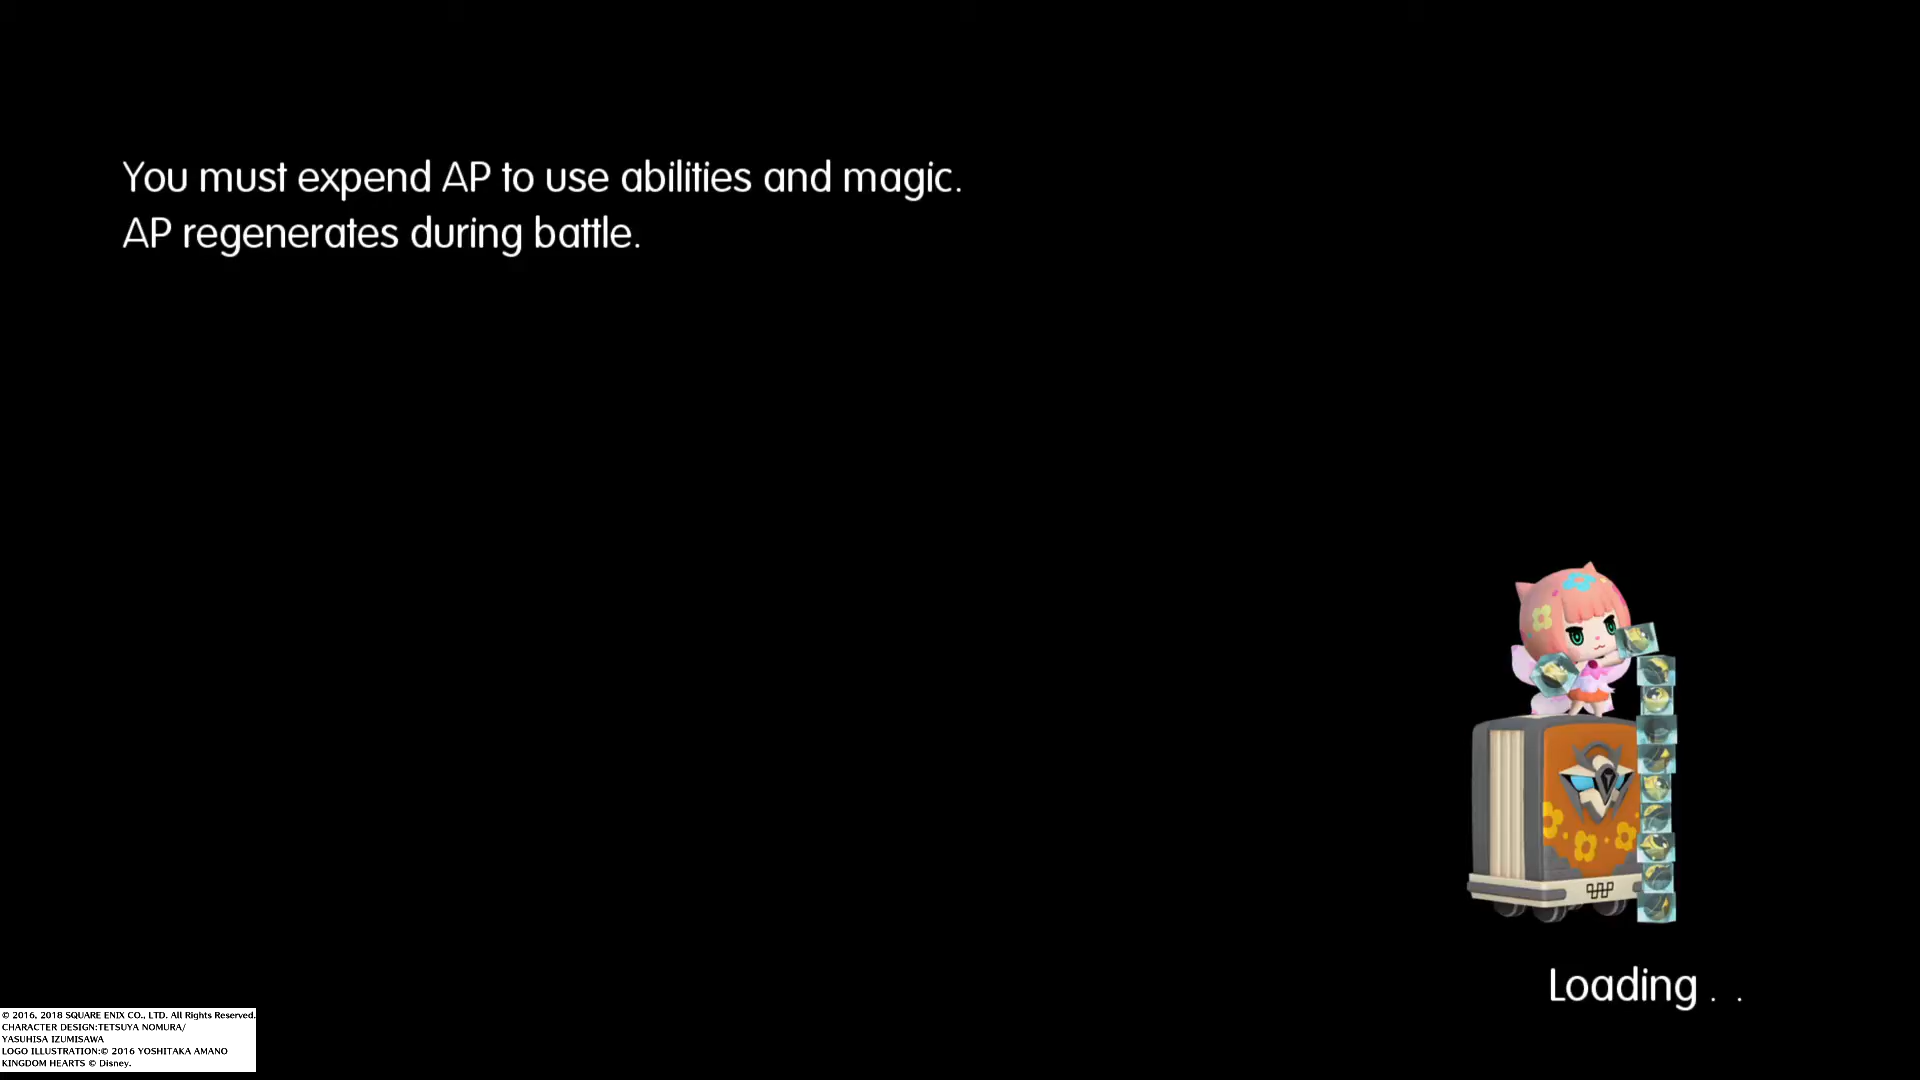 You must expend AP to use abilities and magic.
AP regenerates during battle.
Loading . .
© 2016, 2018 SQUARE ENIX CO., LTD. All Rights Reserved.
CHARACTER DESIGN:TETSUYA NOMURA/
YASUHISA IZUMISAWA
LOGO ILLUSTRATION:© 2016 YOSHITAKA AMANO
KINGDOM HEARTS © Disney.